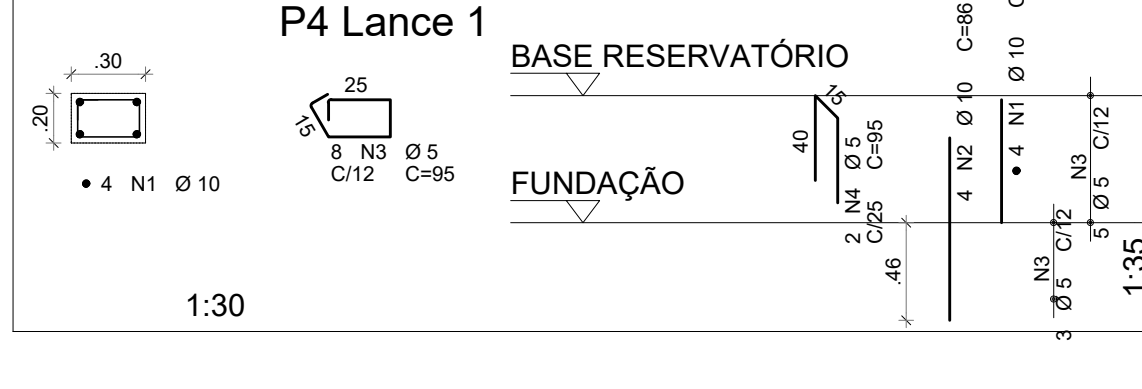 P4 Lance 1
.30
.20
4 N1 Ø 10
1:30
25
15
8 N3 Ø 5
C/12 C=95
BASE RESERVATÓRIO
FUNDAÇÃO
15
40
2 N4 Ø 5
C/25 C=95
.46
4 N2 Ø 10 C=86
4 N1 Ø 10
N3
3 Ø 5 C/12
N3
5 Ø 5 C/12
1:35